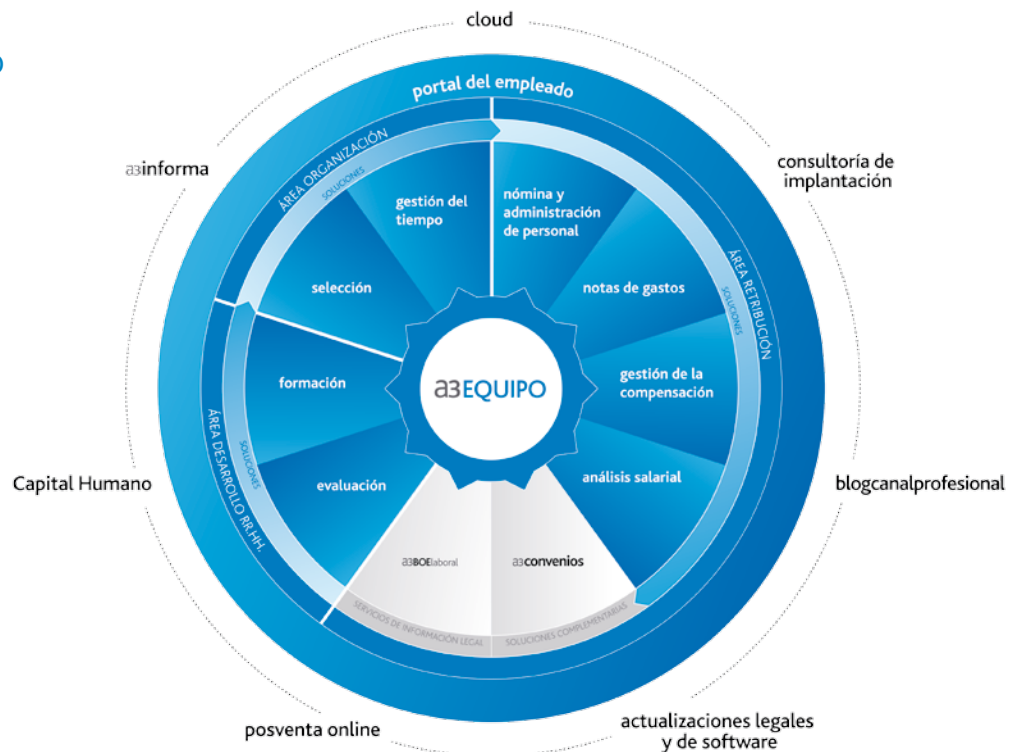 cloud
portal del empleado
a3informa
consultoría de
implantación
ÁREA ORGANIZACIÓN
SOLUCIONES
gestión del
tiempo
nómina y
administración
de personal
selección
notas de gastos
ÁREA RETRIBUCIÓN
SOLUCIONES
formación
a3EQUIPO
gestión de la
compensación
ÁREA DESARROLLO RR.HH.
SOLUCIONES
evaluación
análisis salarial
Capital Humano
blogcanalprofesional
a3BOElaboral
a3convenios
SERVICIOS DE INFORMACIÓN LEGAL
SOLUCIONES COMPLEMENTARIAS
posventa online
actualizaciones legales
y de software